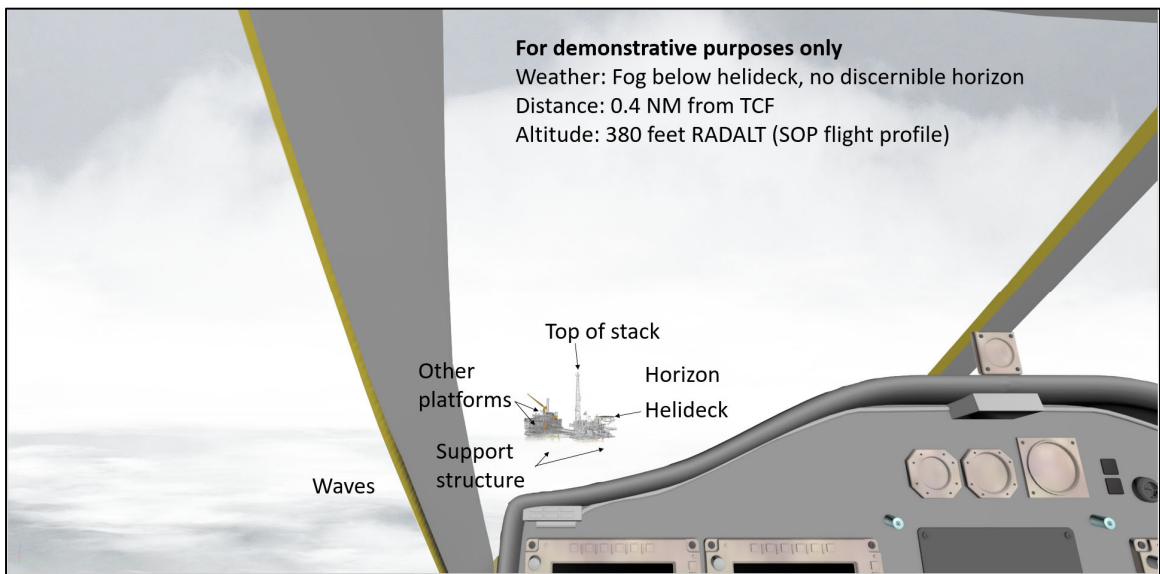 For demonstrative purposes only
Weather: Fog below helideck, no discernible horizon
Distance: 0.4 NM from TCF
Altitude: 380 feet RADALT (SOP flight profile)
Top of stack
Other
platforms
Horizon
Helideck
Support
structure
Waves